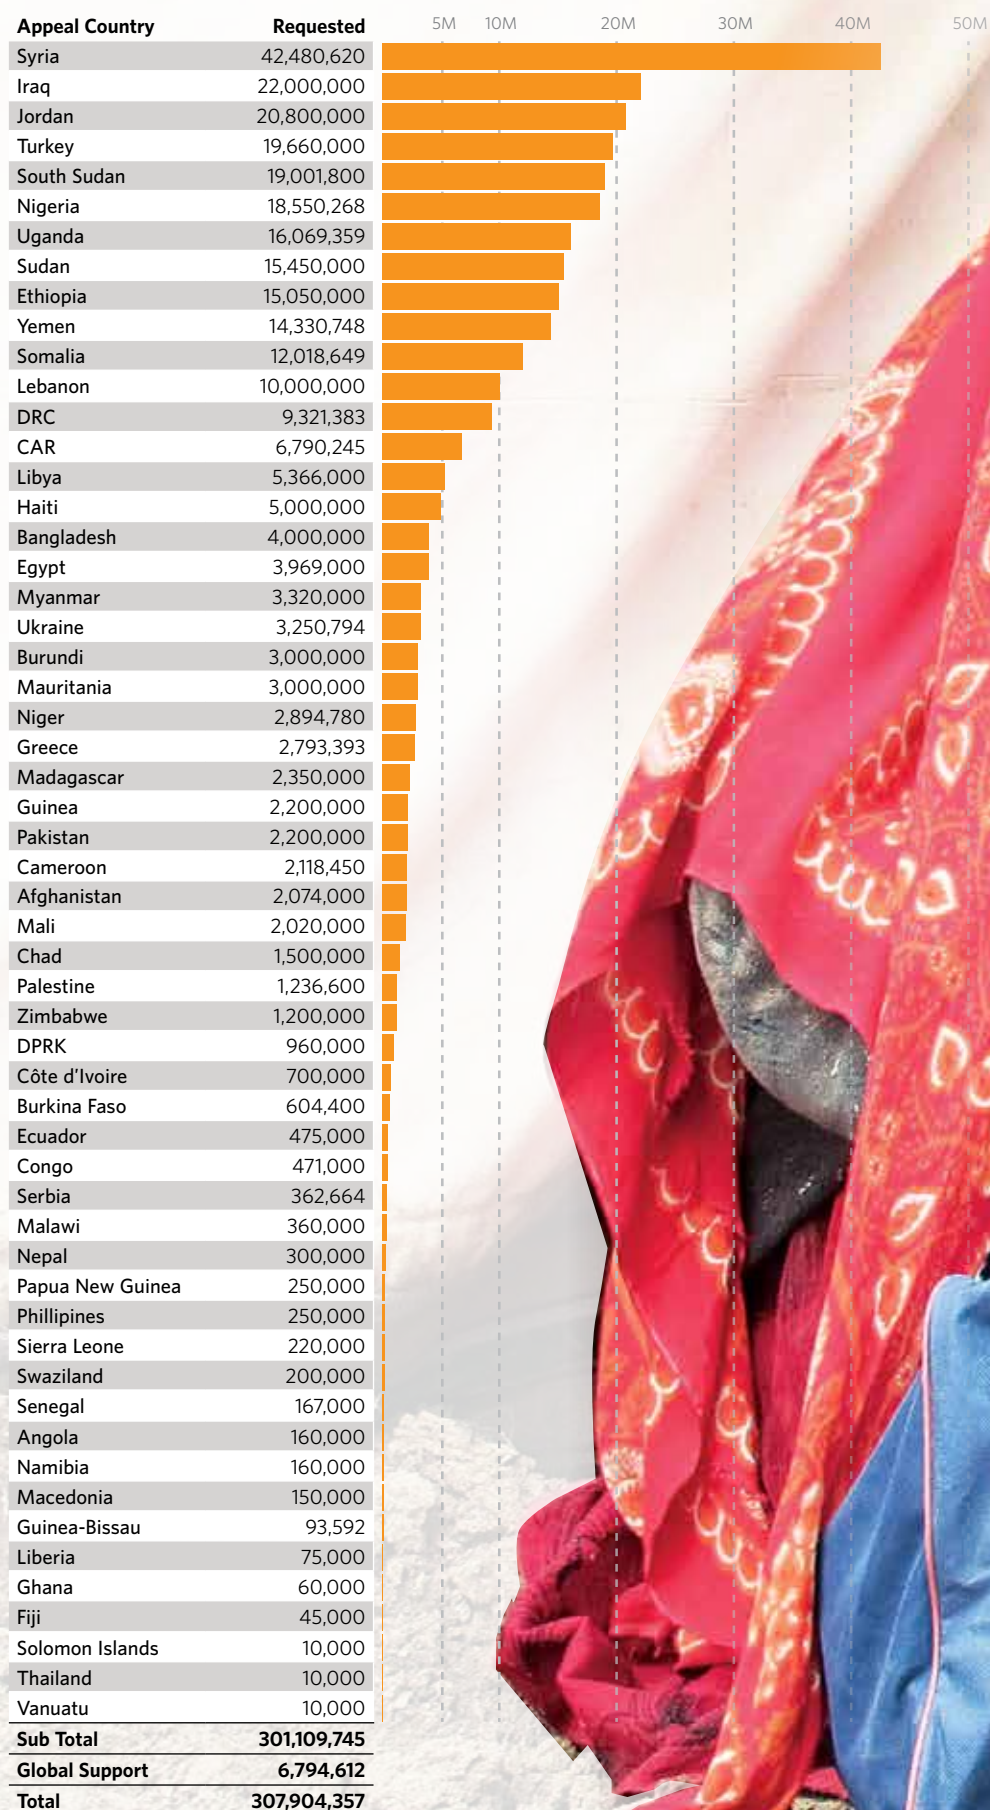 Appeal Country Requested 5M 10M 20M 30M 40M 50M
Syria 42,480,620
Iraq 22,000,000
Jordan 20,800,000
Turkey 19,660,000
South Sudan 19,001,800
Nigeria 18,550,268
Uganda 16,069,359
Sudan 15,450,000
Ethiopia 15,050,000
Yemen 14,330,748
Somalia 12,018,649
Lebanon 10,000,000
DRC 9,321,383
CAR 6,790,245
Libya 5,366,000
Haiti 5,000,000
Bangladesh 4,000,000
Egypt 3,969,000
Myanmar 3,320,000
Ukraine 3,250,794
Burundi 3,000,000
Mauritania 3,000,000
Niger 2,894,780
Greece 2,793,393
Madagascar 2,350,000
Guinea 2,200,000
Pakistan 2,200,000
Cameroon 2,118,450
Afghanistan 2,074,000
Mali 2,020,000
Chad 1,500,000
Palestine 1,236,600
Zimbabwe 1,200,000
DPRK 960,000
Côte d'Ivoire 700,000
Burkina Faso 604,400
Ecuador 475,000
Congo 471,000
Serbia 362,664
Malawi 360,000
Nepal 300,000
Papua New Guinea 250,000
Phillipines 250,000
Sierra Leone 220,000
Swaziland 200,000
Senegal 167,000
Angola 160,000
Namibia 160,000
Macedonia 150,000
Guinea-Bissau 93,592
Liberia 75,000
Ghana 60,000
Fiji 45,000
Solomon Islands 10,000
Thailand 10,000
Vanuatu 10,000
Sub Total 301,109,745
Global Support 6,794,612
Total 307,904,357